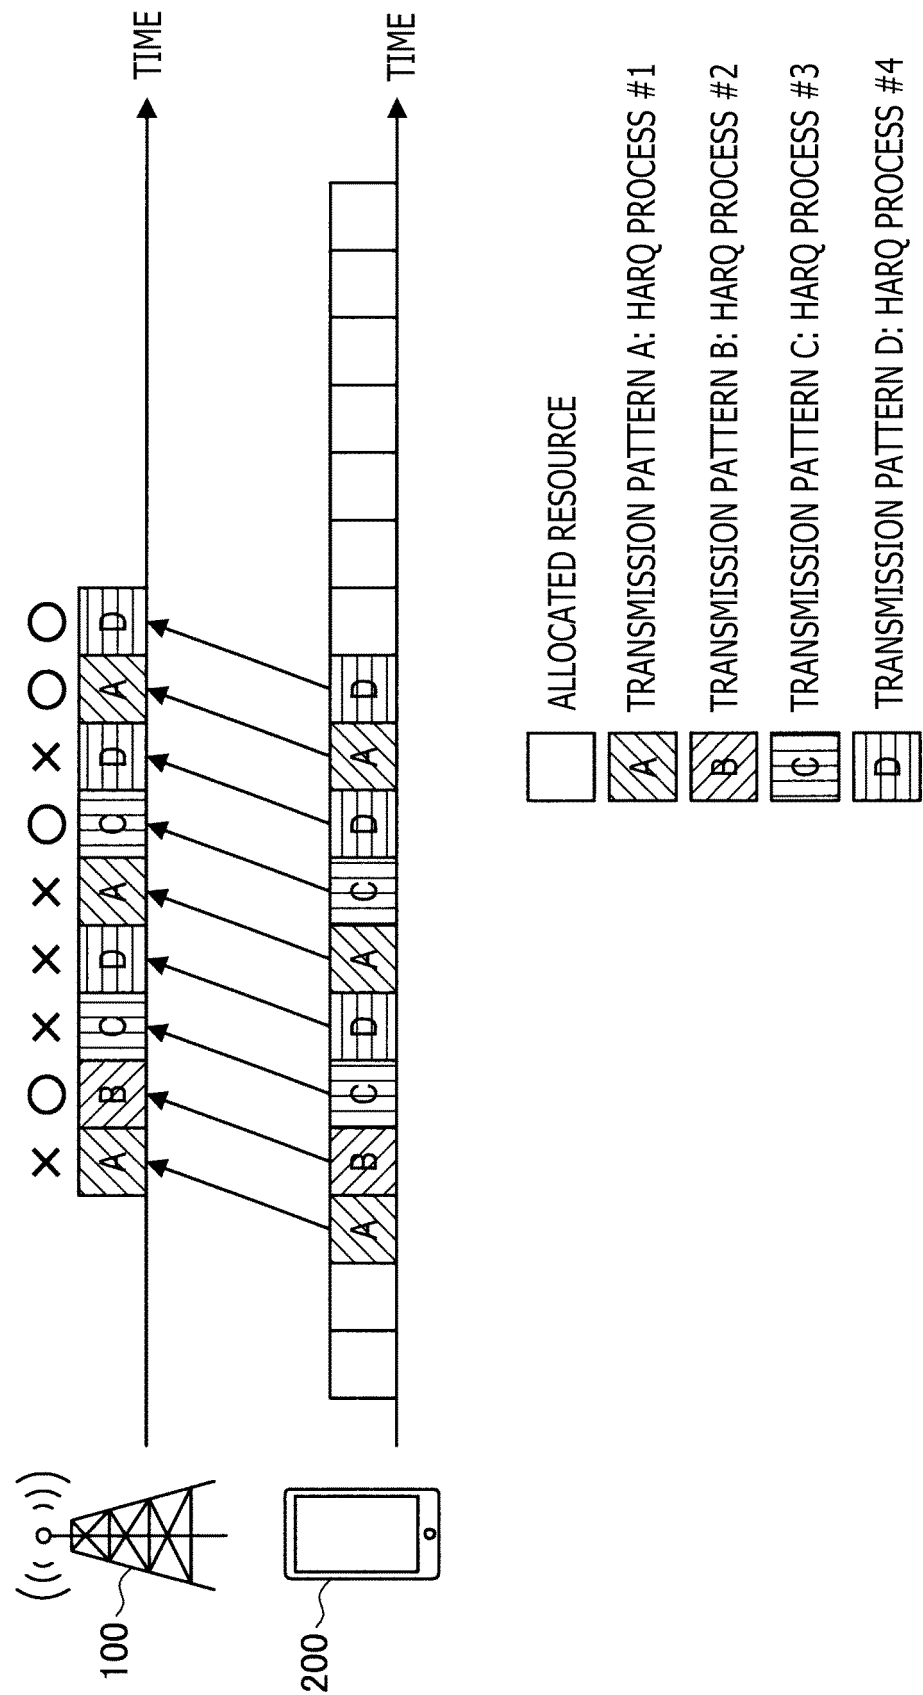 100
A B C D A C D A D
TIME
200
A B C D A C D A D
TIME
ALLOCATED RESOURCE
A TRANSMISSION PATTERN A: HARQ PROCESS #1
B TRANSMISSION PATTERN B: HARQ PROCESS #2
C TRANSMISSION PATTERN C: HARQ PROCESS #3
D TRANSMISSION PATTERN D: HARQ PROCESS #4